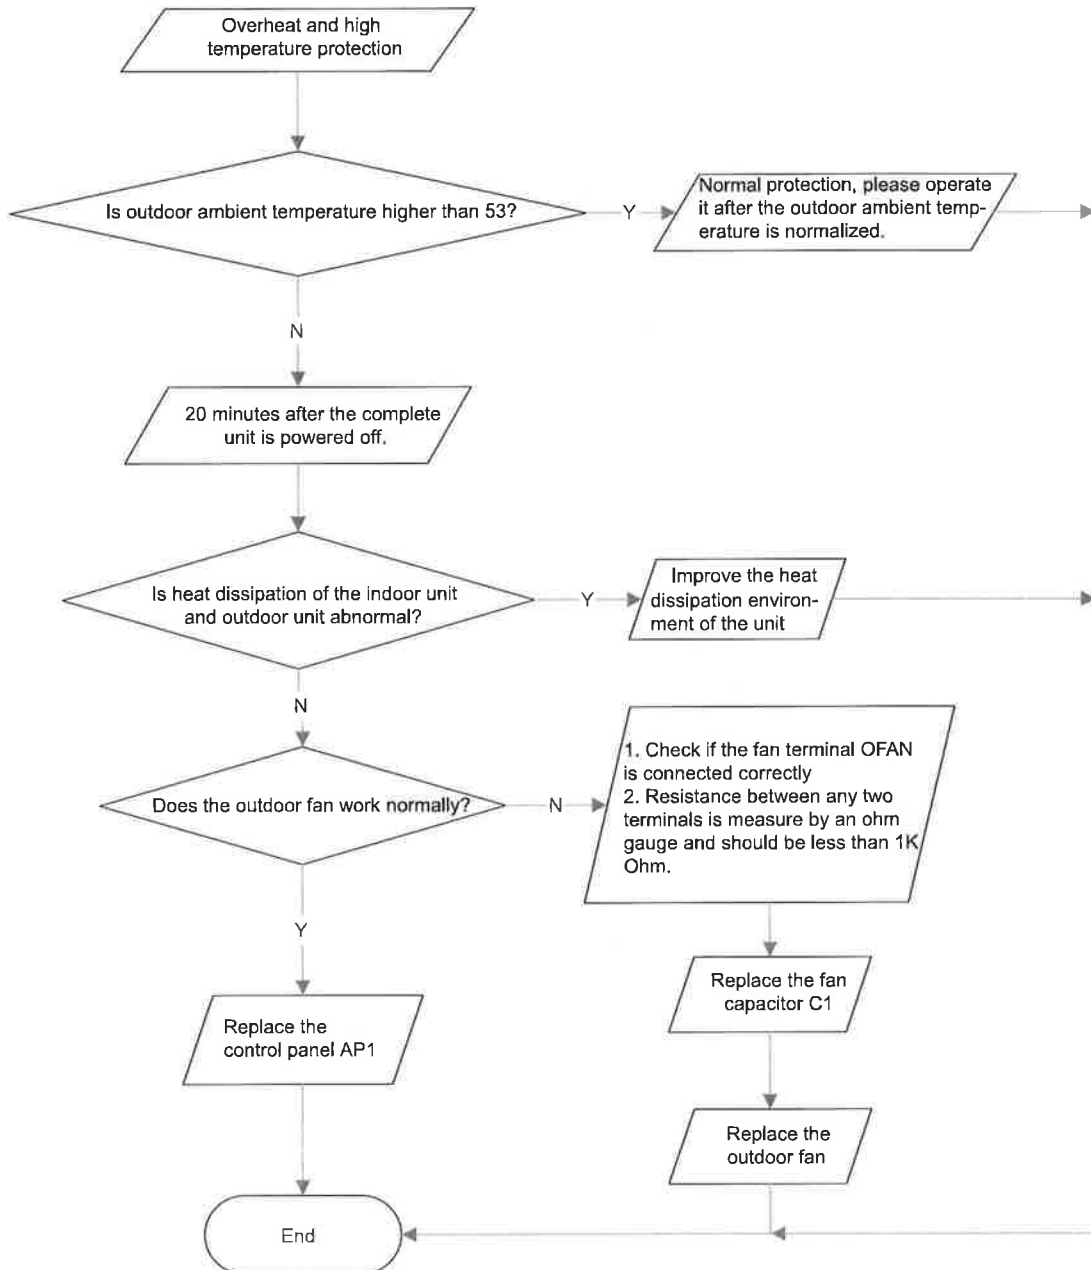 Overheat and high
temperature protection
Is outdoor ambient temperature higher than 53?
Y
Normal protection, please operate
it after the outdoor ambient temp-
erature is normalized.
N
20 minutes after the complete
unit is powered off.
Is heat dissipation of the indoor unit
and outdoor unit abnormal?
Y
Improve the heat
dissipation environ-
ment of the unit
N
Does the outdoor fan work normally?
N
1. Check if the fan terminal OFAN
is connected correctly
2. Resistance between any two
terminals is measure by an ohm
gauge and should be less than 1K
Ohm.
Y
Replace the fan
capacitor C1
Replace the
control panel AP1
Replace the
outdoor fan
End